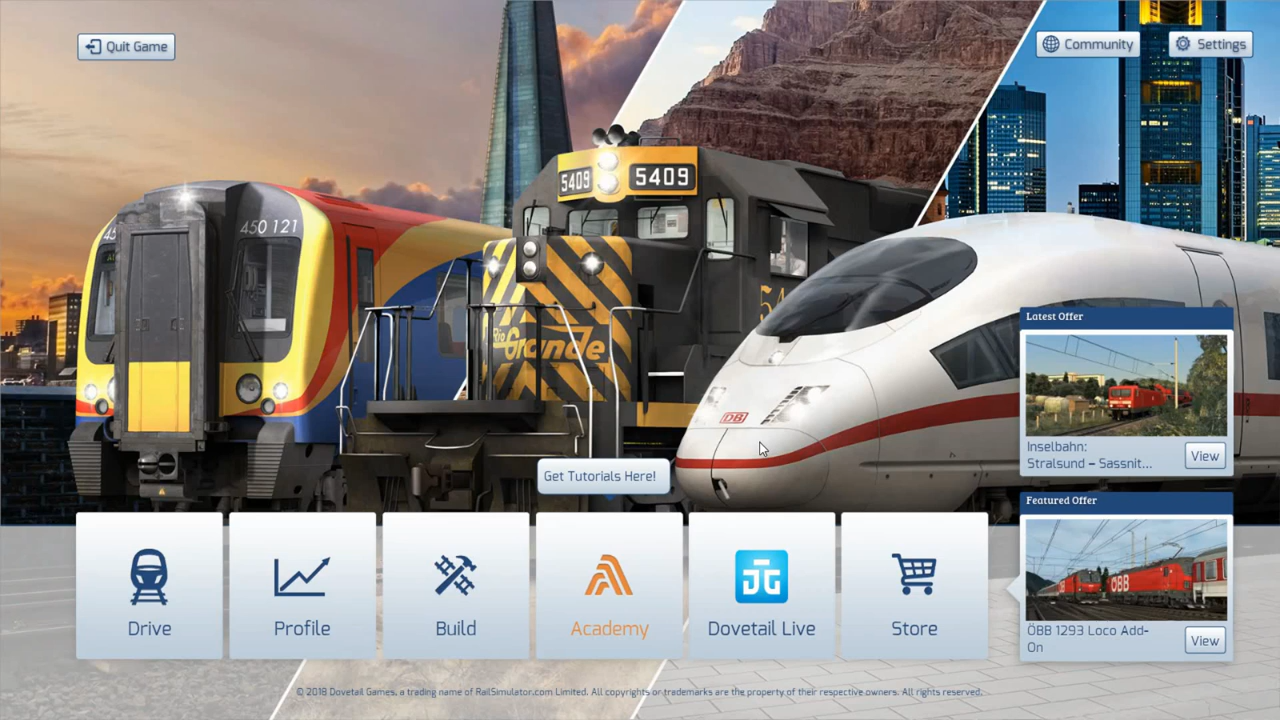 Quit Game
Community
Settings
5409
5409
450 121
Rio
Grande
DB
Latest Offer
Inselbahn:
Stralsund – Sassnit...
View
Get Tutorials Here!
Featured Offer
ÖBB
ÖBB 1293 Loco Add-
On
View
Drive
Profile
Build
Academy
Dovetail Live
Store
© 2018 Dovetail Games, a trading name of RailSimulator.com Limited. All copyrights or trademarks are the property of their respective owners. All rights reserved.